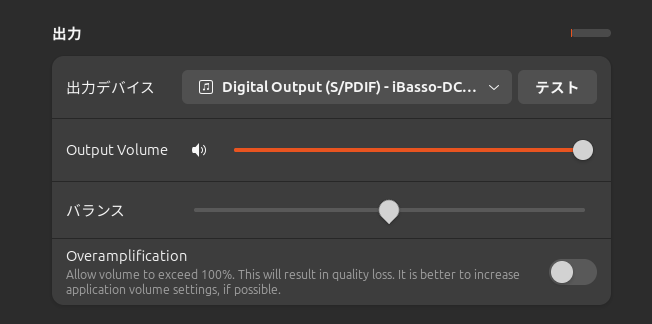 出力
出力デバイス
Digital Output (S/PDIF) - iBasso-DC…
テスト
Output Volume
バランス
Overamplification
Allow volume to exceed 100%. This will result in quality loss. It is better to increase
application volume settings, if possible.